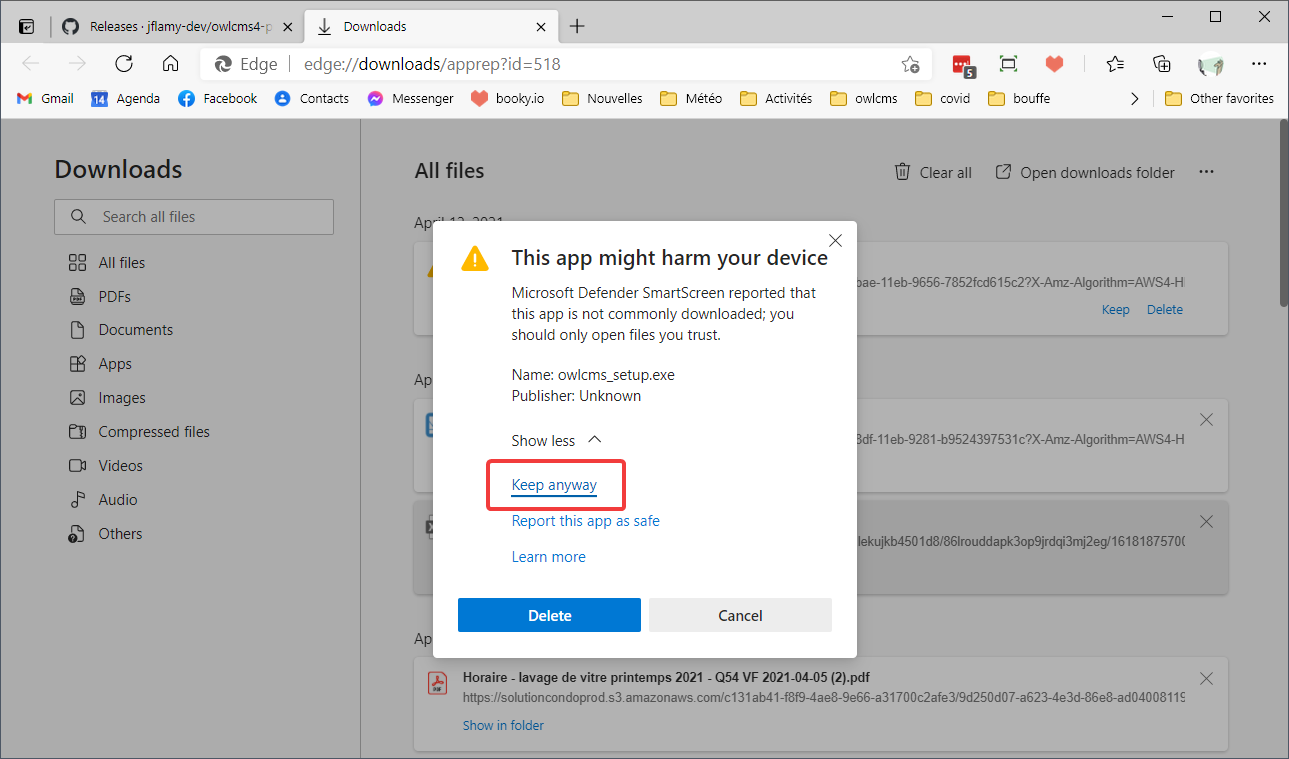 Releases · jflamy-dev/owlcms4-p
Downloads
Edge
edge://downloads/apprep?id=518
5
Gmail
14
Agenda
Facebook
Contacts
Messenger
booky.io
Nouvelles
Météo
Activités
owlcms
covid
bouffe
Other favorites
Downloads
Search all files
All files
PDFs
Documents
Apps
Images
Compressed files
Videos
Audio
Others
All files
Clear all
Open downloads folder
April 12, 2021
bae-11eb-9656-7852fcd615c2?X-Amz-Algorithm=AWS4-H
Keep
Delete
This app might harm your device
Microsoft Defender SmartScreen reported that
this app is not commonly downloaded; you
should only open files you trust.
Name: owlcms_setup.exe
Publisher: Unknown
Show less
Keep anyway
Report this app as safe
Learn more
Delete
Cancel
Ap
8df-11eb-9281-b9524397531c?X-Amz-Algorithm=AWS4-H
lekujkb4501d8/86lrouddapk3op9jrdqi3mj2eg/16181875700
Ap
PDF
Horaire - lavage de vitre printemps 2021 - Q54 VF 2021-04-05 (2).pdf
https://solutioncondoprod.s3.amazonaws.com/c131ab41-f8f9-4ae8-9e66-a31700c2afe3/9d250d07-a623-4e3d-86e8-ad04008119
Show in folder